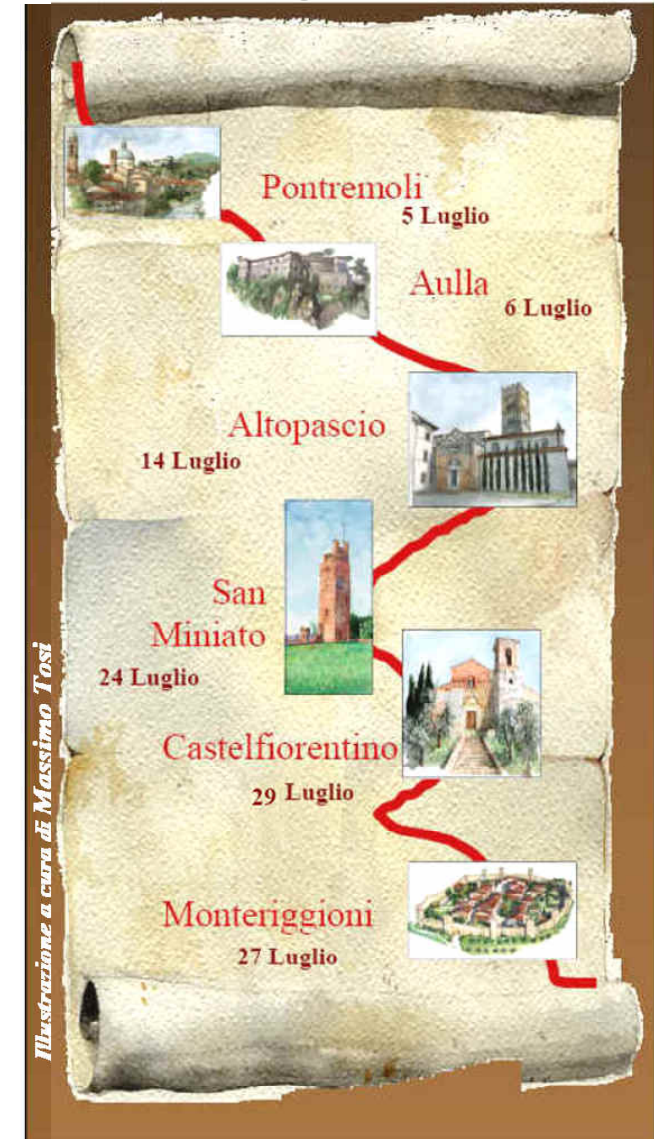 Pontremoli
5 Luglio
Aulla
6 Luglio
Altopascio
14 Luglio
San
Miniato
24 Luglio
Castelfiorentino
29 Luglio
Monteriggioni
27 Luglio
Illustrazione a cura di Massimo Tosi